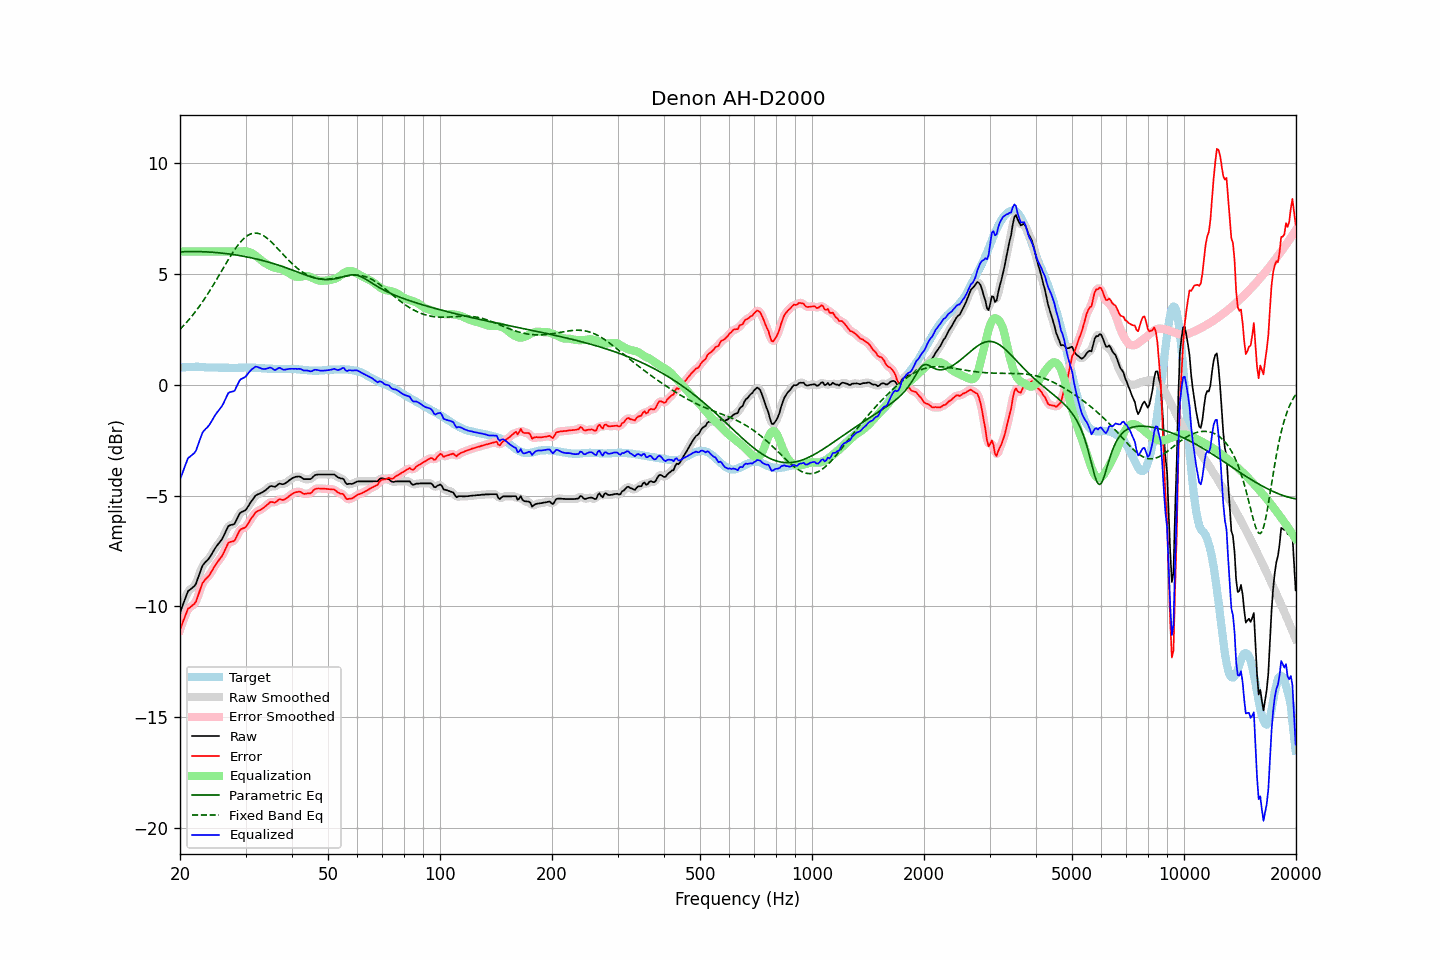 Denon AH-D2000
Amplitude (dBr)
10
5
0
−5
−10
−15
−20
Target
Raw Smoothed
Error Smoothed
Raw
Error
Equalization
Parametric Eq
Fixed Band Eq
Equalized
20 50 100 200 500 1000 2000 5000 10000 20000
Frequency (Hz)